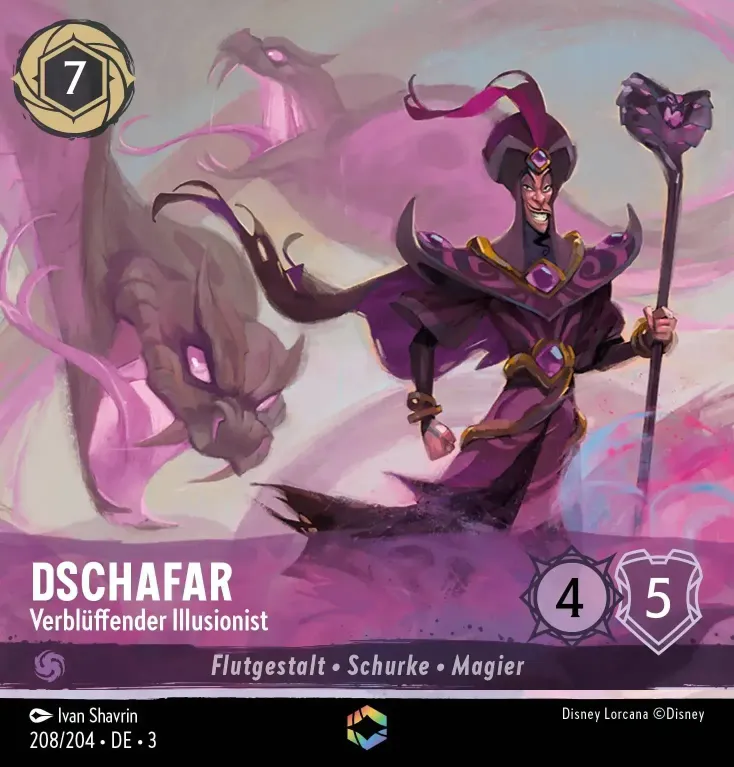 7
DSCHAFAR
Verblüffender Illusionist
4 5
Flutgestalt • Schurke • Magier
Ivan Shavrin
Disney Lorcana ©Disney
208/204 • DE • 3